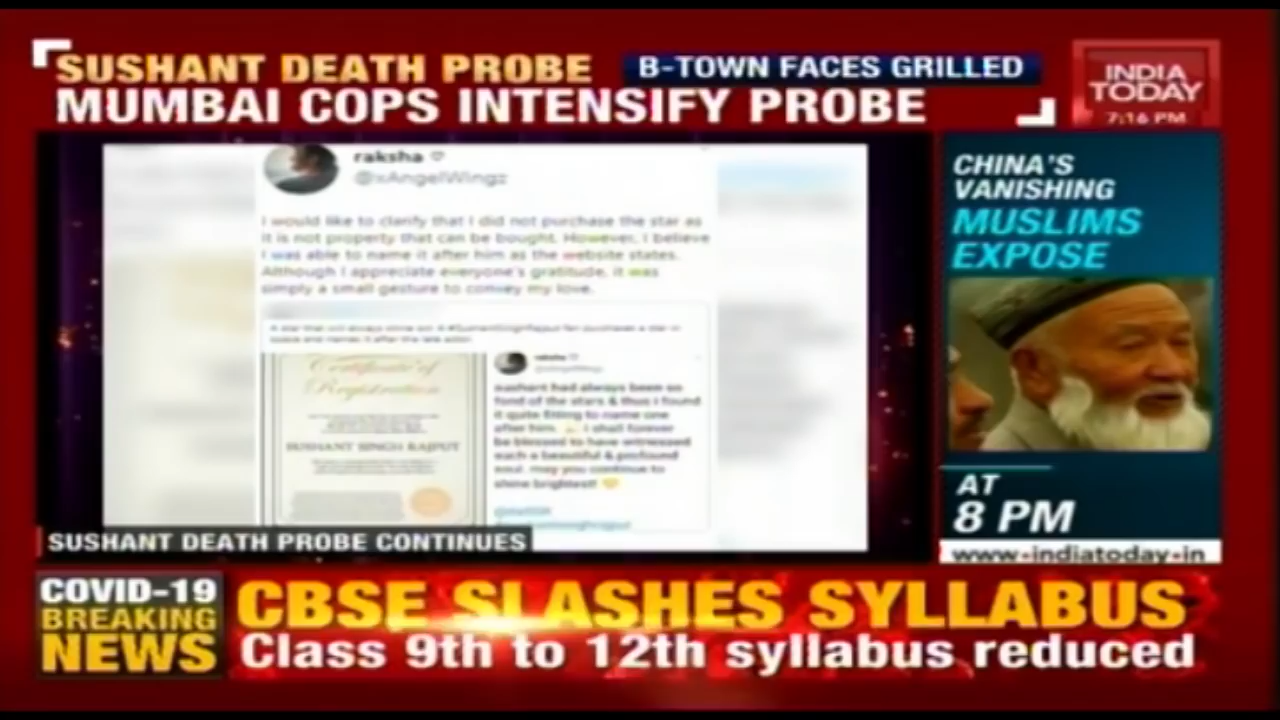 SUSHANT DEATH PROBE
B-TOWN FACES GRILLED
MUMBAI COPS INTENSIFY PROBE
INDIA
TODAY
7:16 PM
raksha
@xAngelWingz
I would like to clarify that I did not purchase the star as
it is not property that can be bought. However, I believe
I was able to name it after him as the website states.
Although I appreciate everyone's gratitude, it was
simply a small gesture to convey my love.
Certificate of
Registration
SUSHANT SINGH RAJPUT
raksha
sushant had always been so
fond of the stars & thus i found
it quite fitting to name one
after him. i shall forever
be blessed to have witnessed
such a beautiful & profound
soul. may you continue to
shine brightest!
SUSHANT DEATH PROBE CONTINUES
CHINA'S
VANISHING
MUSLIMS
EXPOSE
AT
8 PM
www-indiatoday-in
COVID-19
BREAKING
NEWS
CBSE SLASHES SYLLABUS
Class 9th to 12th syllabus reduced